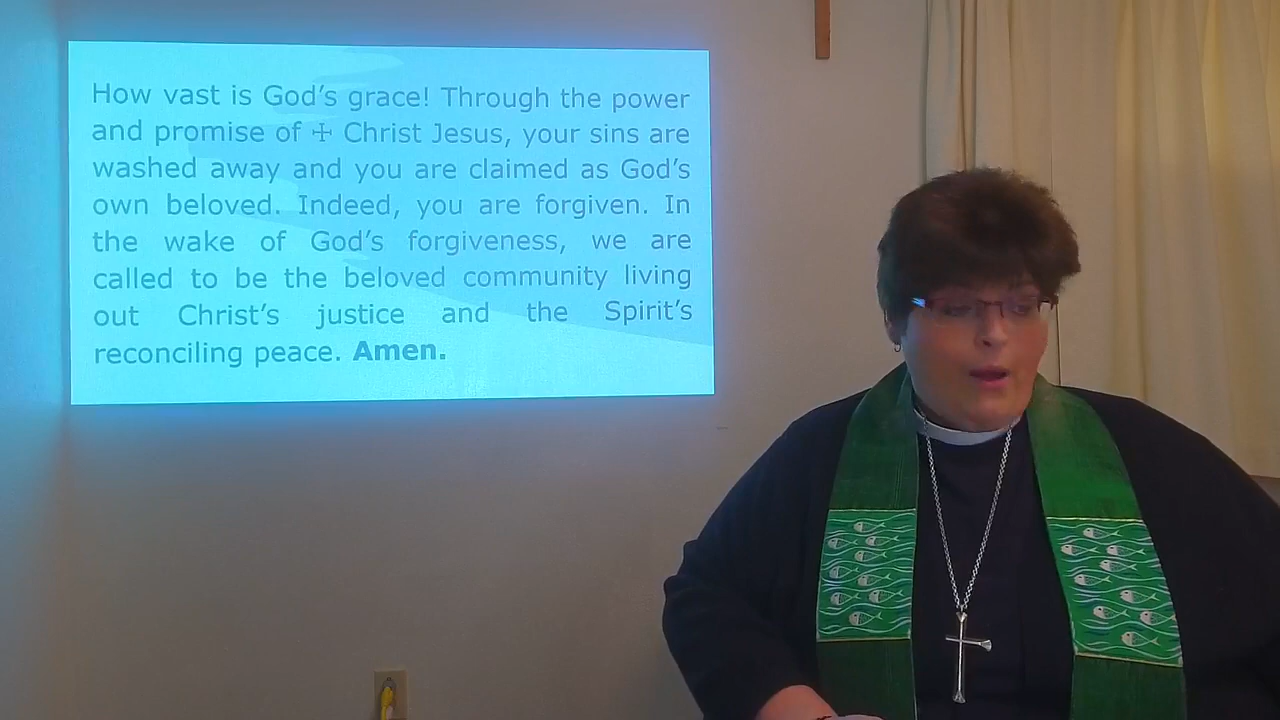 How vast is God’s grace! Through the power
and promise of ☩ Christ Jesus, your sins are
washed away and you are claimed as God’s
own beloved. Indeed, you are forgiven. In
the wake of God’s forgiveness, we are
called to be the beloved community living
out Christ’s justice and the Spirit’s
reconciling peace. Amen.